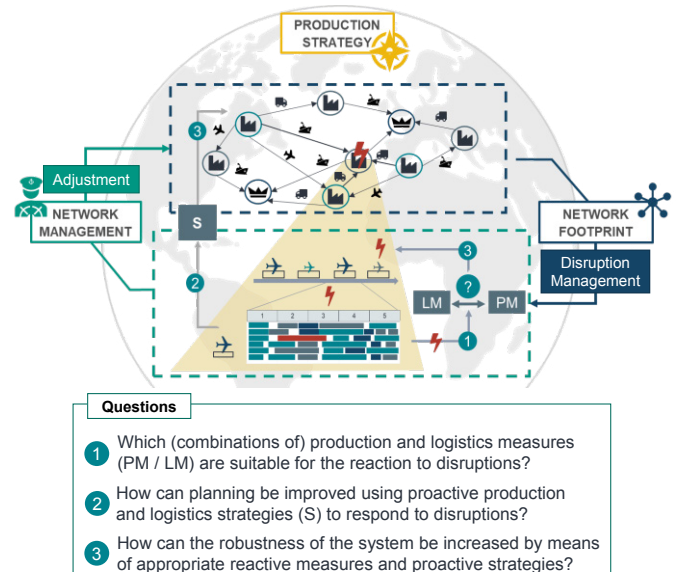 PRODUCTION
STRATEGY
3
Adjustment
NETWORK
MANAGEMENT
S
2
NETWORK
FOOTPRINT
Disruption
Management
3
?
LM
PM
1
1 2 3 4 5
Questions
1 Which (combinations of) production and logistics measures
(PM / LM) are suitable for the reaction to disruptions?
2 How can planning be improved using proactive production
and logistics strategies (S) to respond to disruptions?
3 How can the robustness of the system be increased by means
of appropriate reactive measures and proactive strategies?